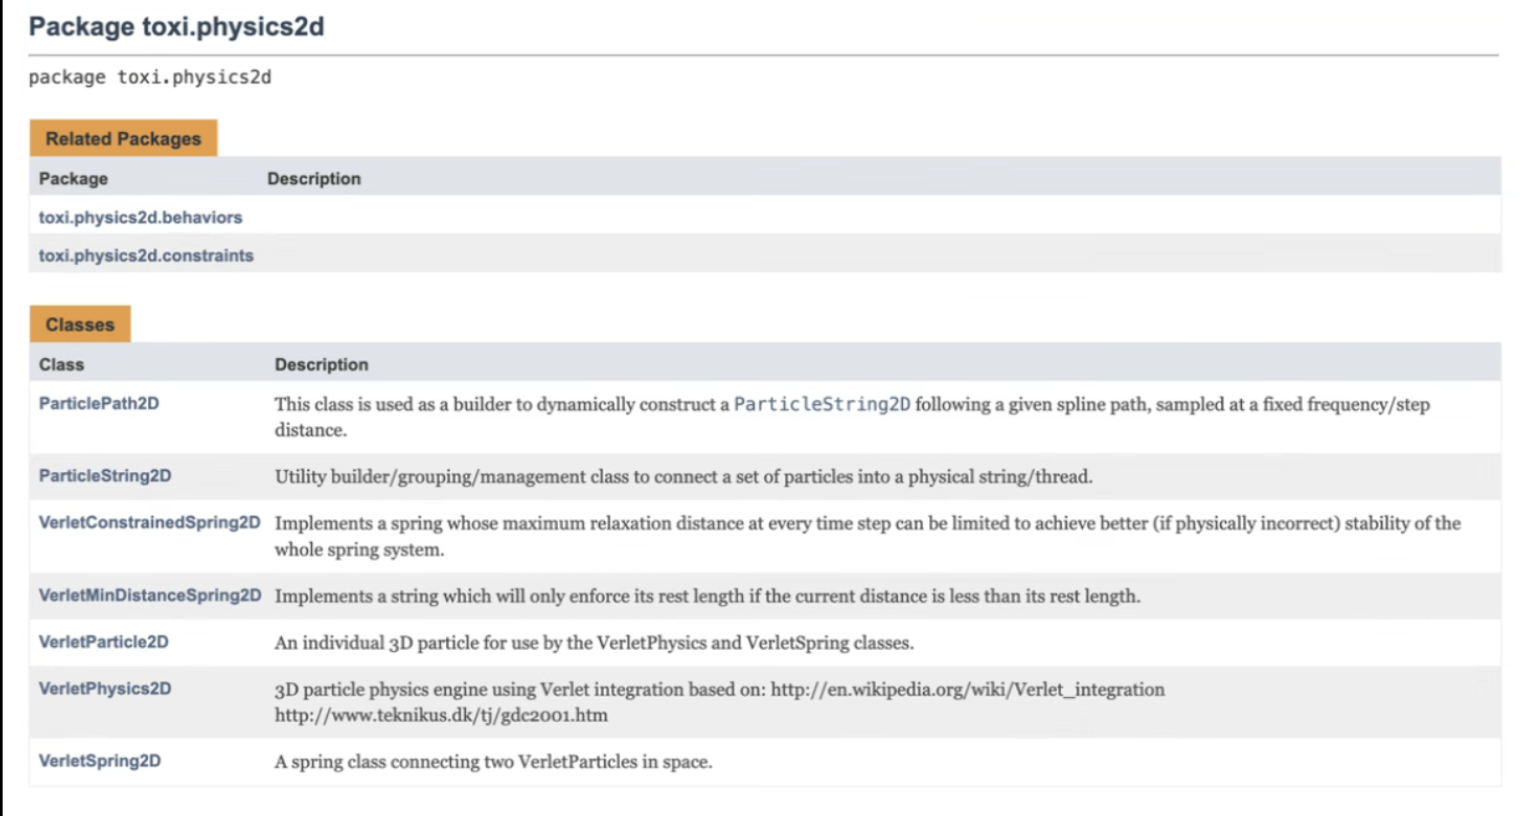 Package toxi.physics2d
package toxi.physics2d
Related Packages
Package Description
toxi.physics2d.behaviors
toxi.physics2d.constraints
Classes
Class Description
ParticlePath2D This class is used as a builder to dynamically construct a ParticleString2D following a given spline path, sampled at a fixed frequency/step
distance.
ParticleString2D Utility builder/grouping/management class to connect a set of particles into a physical string/thread.
VerletConstrainedSpring2D Implements a spring whose maximum relaxation distance at every time step can be limited to achieve better (if physically incorrect) stability of the
whole spring system.
VerletMinDistanceSpring2D Implements a string which will only enforce its rest length if the current distance is less than its rest length.
VerletParticle2D An individual 3D particle for use by the VerletPhysics and VerletSpring classes.
VerletPhysics2D 3D particle physics engine using Verlet integration based on: http://en.wikipedia.org/wiki/Verlet_integration
http://www.teknikus.dk/tj/gdc2001.htm
VerletSpring2D A spring class connecting two VerletParticles in space.